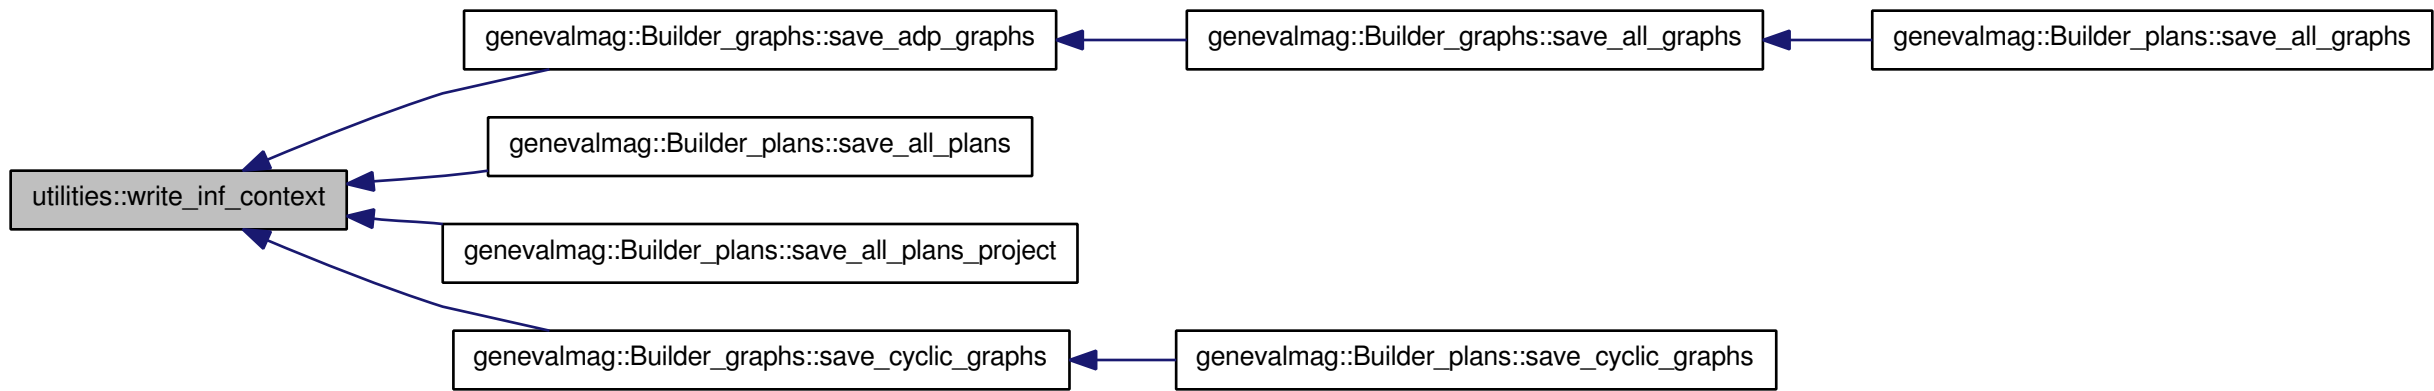 genevalmag::Builder_graphs::save_adp_graphs
genevalmag::Builder_graphs::save_all_graphs
genevalmag::Builder_plans::save_all_graphs
genevalmag::Builder_plans::save_all_plans
utilities::write_inf_context
genevalmag::Builder_plans::save_all_plans_project
genevalmag::Builder_graphs::save_cyclic_graphs
genevalmag::Builder_plans::save_cyclic_graphs